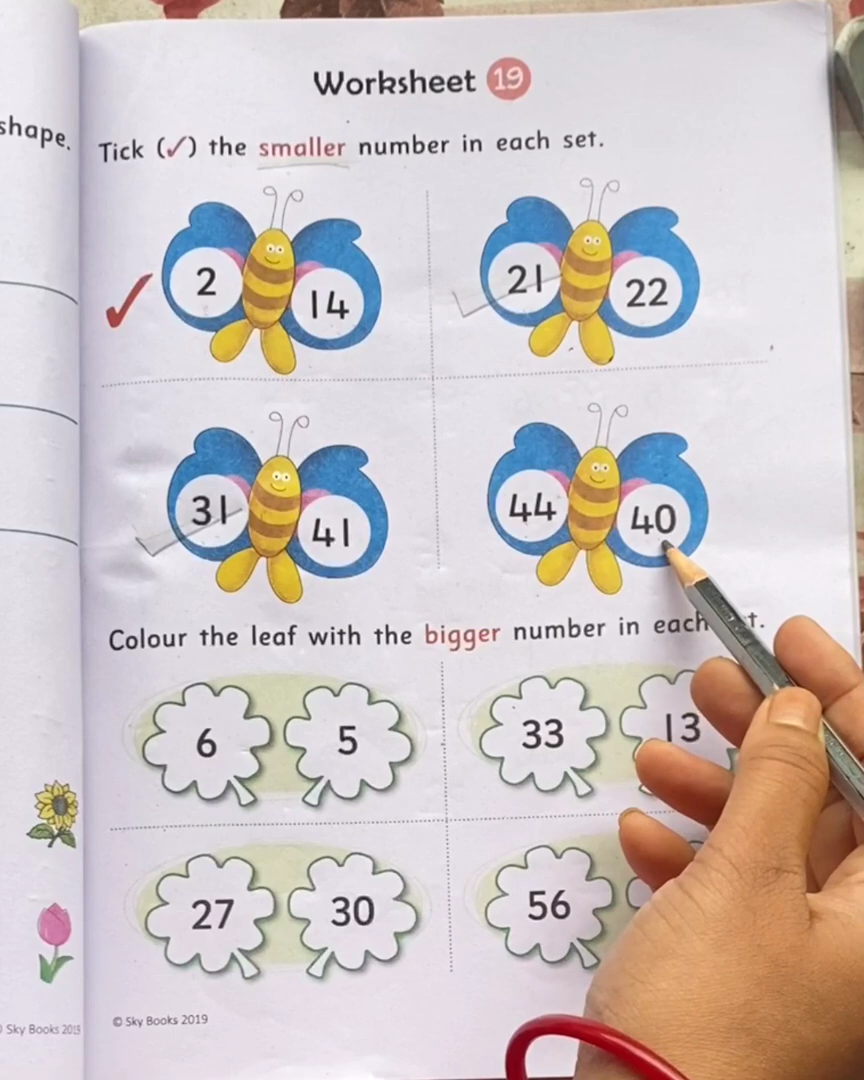 shape.
Worksheet 19
Tick (✓) the smaller number in each set.
2 14
21 22
31 41
44 40
Colour the leaf with the bigger number in each
6 5
33 13
27 30
56
© Sky Books 2019
Sky Books 2019